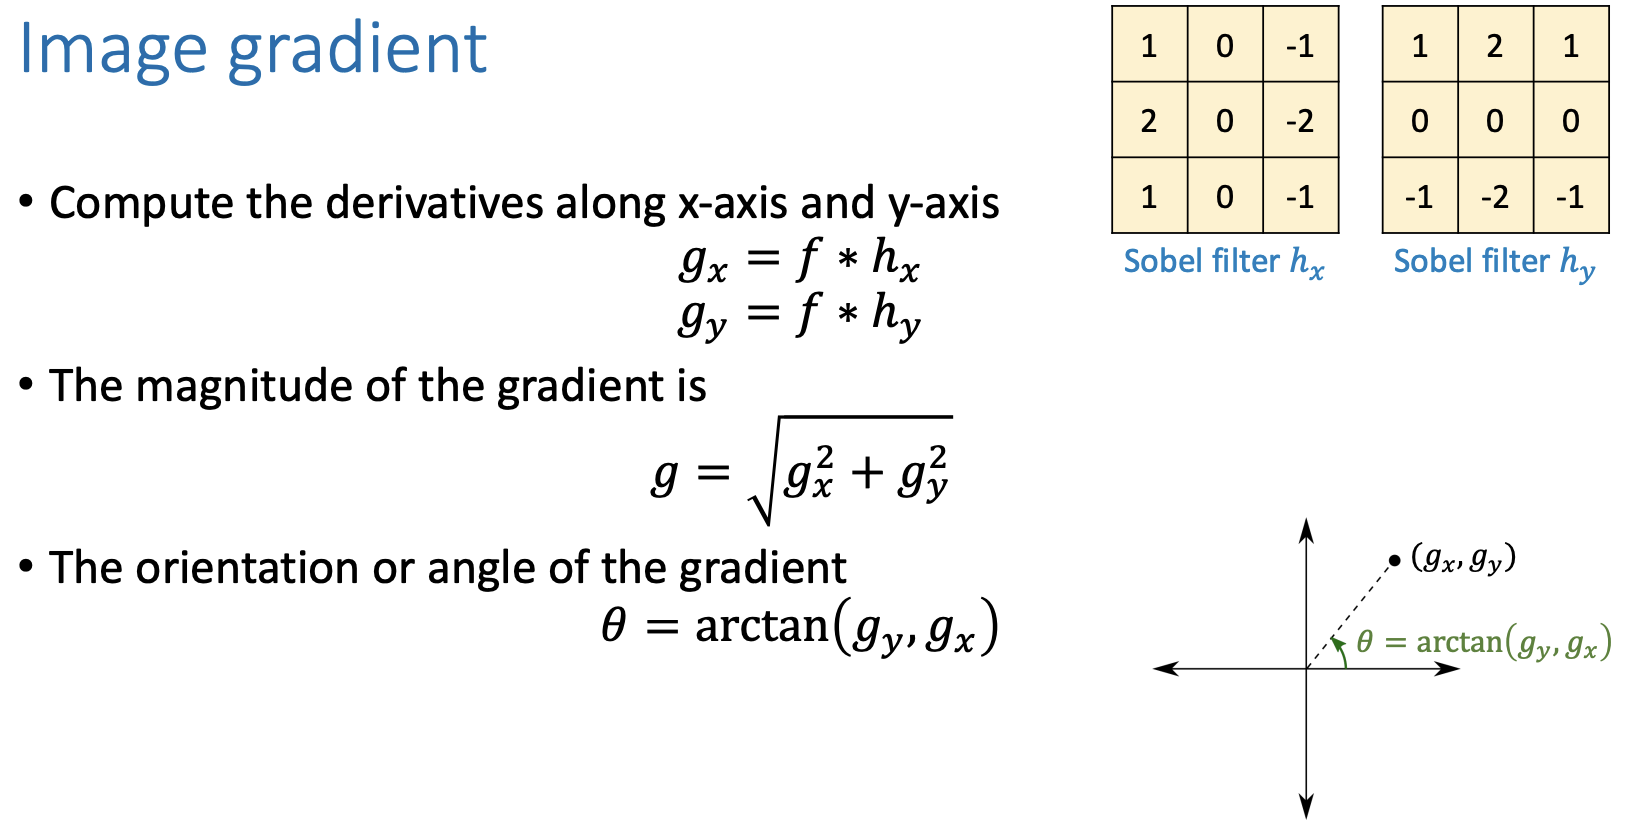 Image gradient
• Compute the derivatives along x-axis and y-axis
g_x = f * h_x
g_y = f * h_y
• The magnitude of the gradient is
g = √(g_x^2 + g_y^2)
• The orientation or angle of the gradient
θ = arctan(g_y, g_x)
1 0 -1
2 0 -2
1 0 -1
Sobel filter h_x
1 2 1
0 0 0
-1 -2 -1
Sobel filter h_y
(g_x, g_y)
θ = arctan(g_y, g_x)